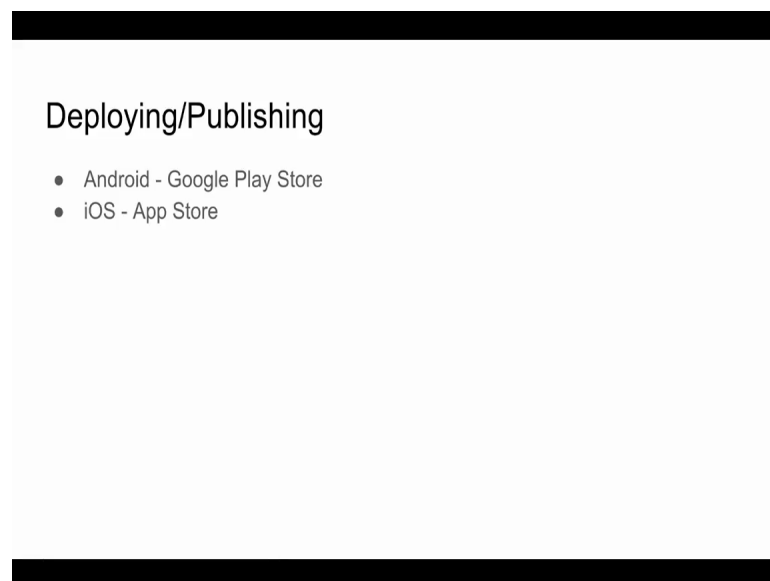 Deploying/Publishing
● Android - Google Play Store
● iOS - App Store